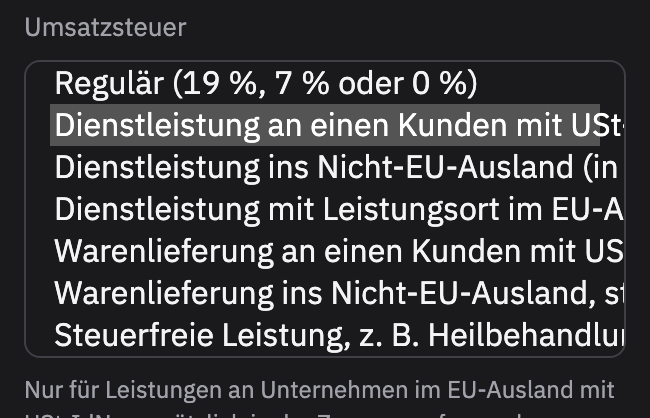 Umsatzsteuer
Regulär (19 %, 7 % oder 0 %)
Dienstleistung an einen Kunden mit USt-
Dienstleistung ins Nicht-EU-Ausland (in
Dienstleistung mit Leistungsort im EU-A
Warenlieferung an einen Kunden mit US
Warenlieferung ins Nicht-EU-Ausland, st
Steuerfreie Leistung, z. B. Heilbehandlu
Nur für Leistungen an Unternehmen im EU-Ausland mit